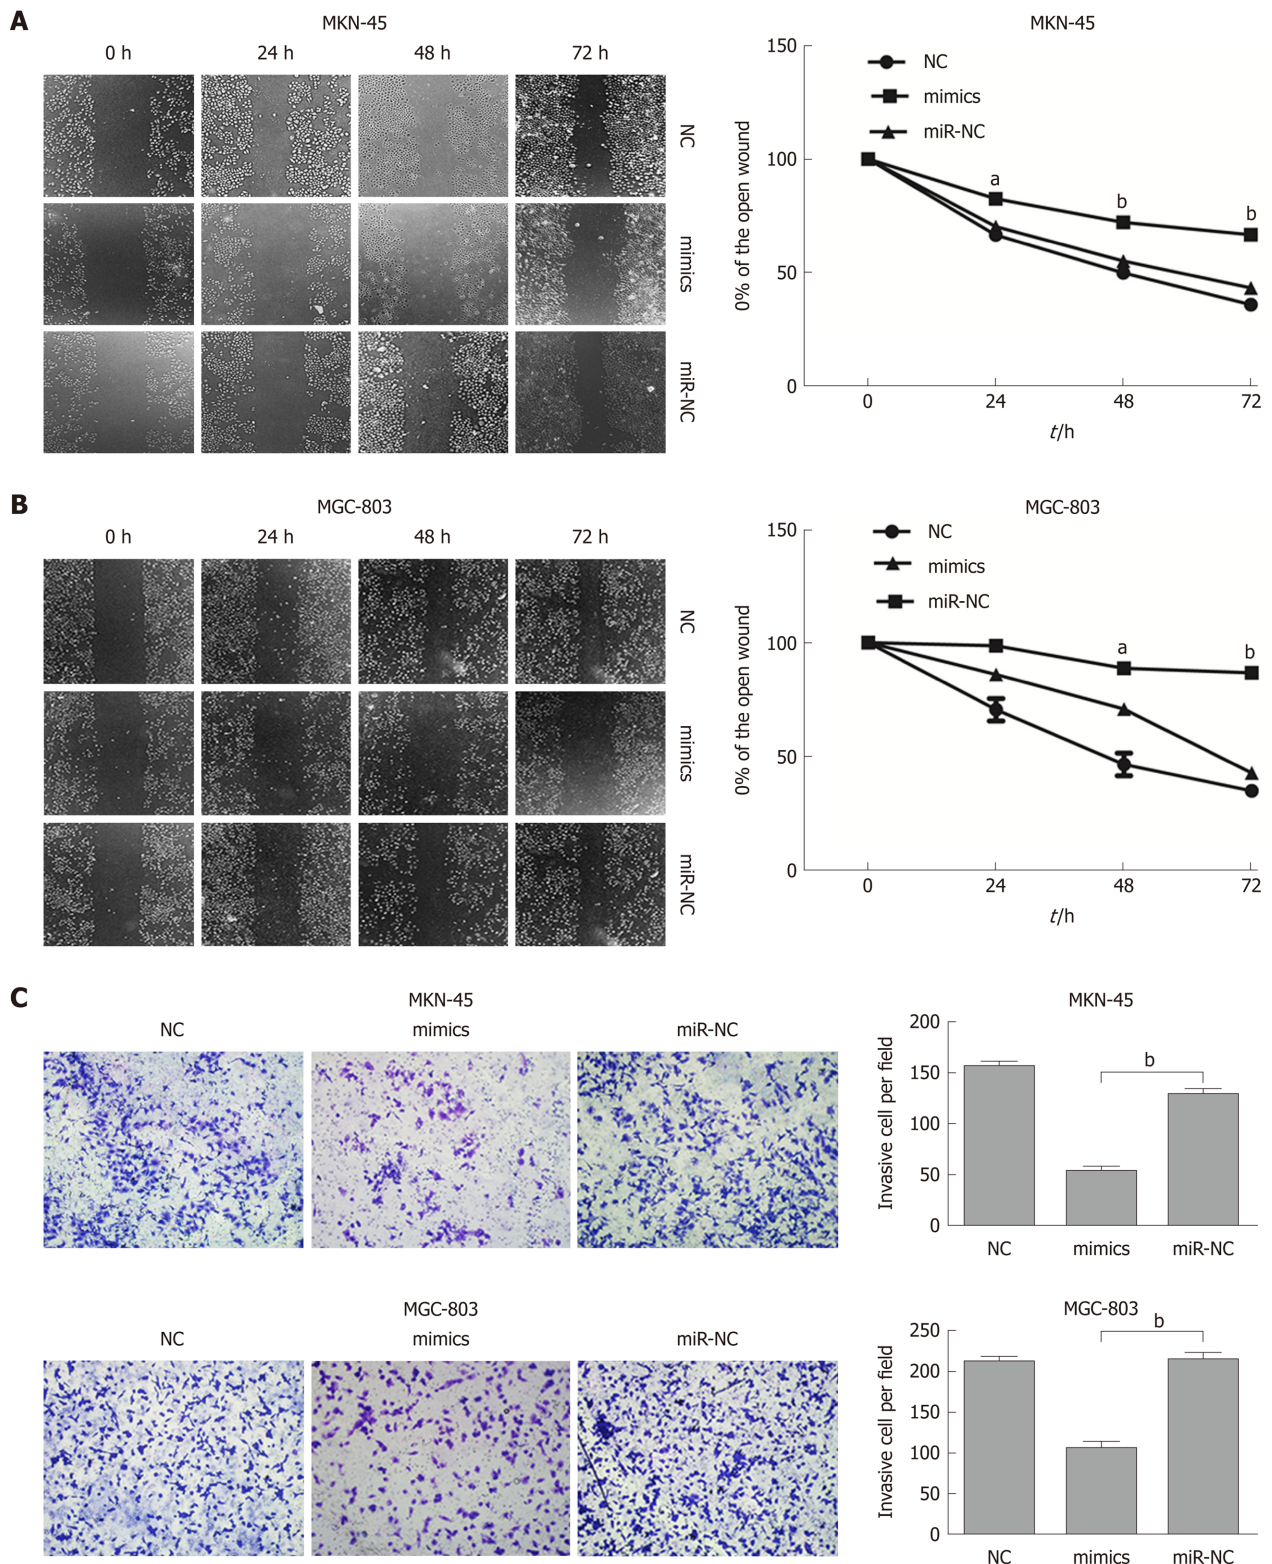 A
MKN-45
0 h 24 h 48 h 72 h
NC
mimics
miR-NC
MKN-45
150
100
50
0
0% of the open wound
NC
mimics
miR-NC
a
b
b
0 24 48 72
t/h
B
MGC-803
0 h 24 h 48 h 72 h
NC
mimics
miR-NC
MGC-803
150
100
50
0
0% of the open wound
NC
mimics
miR-NC
a
b
0 24 48 72
t/h
C
MKN-45
NC mimics miR-NC
MKN-45
200
150
100
50
0
Invasive cell per field
b
NC mimics miR-NC
MGC-803
NC mimics miR-NC
MGC-803
250
200
150
100
50
0
Invasive cell per field
b
NC mimics miR-NC